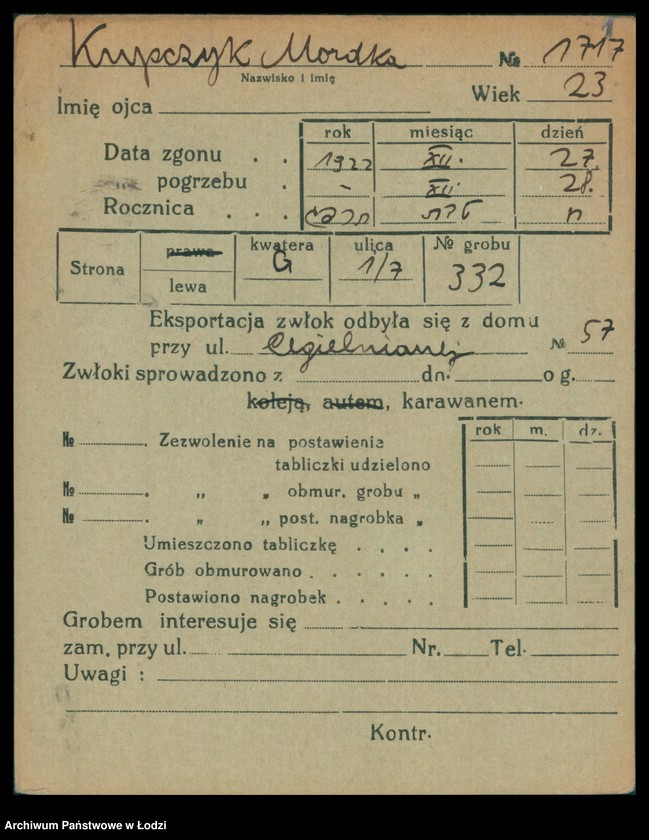 Krypczyk Mordka № 1717
Nazwisko i imię
Wiek 23
Imię ojca
rok miesiąc dzień
Data zgonu . . 1922 XII. 27.
pogrzebu . - XII. 28.
Rocznica . . .
Strona prawa kwatera ulica № grobu
lewa G 1/7 332
Eksportacja zwłok odbyła się z domu
przy ul. Cegielnianej № 57
Zwłoki sprowadzono z dn. o g.
koleją, autem, karawanem.
rok m. dz.
№ . Zezwolenie na postawienie
tabliczki udzielono
№ . „ „ obmur. grobu „
№ . „ „ post. nagrobka „
Umieszczono tabliczkę . . . .
Grób obmurowano . . . . .
Postawiono nagrobek . . . .
Grobem interesuje się
zam. przy ul. Nr. Tel.
Uwagi :
Kontr.
Archiwum Państwowe w Łodzi